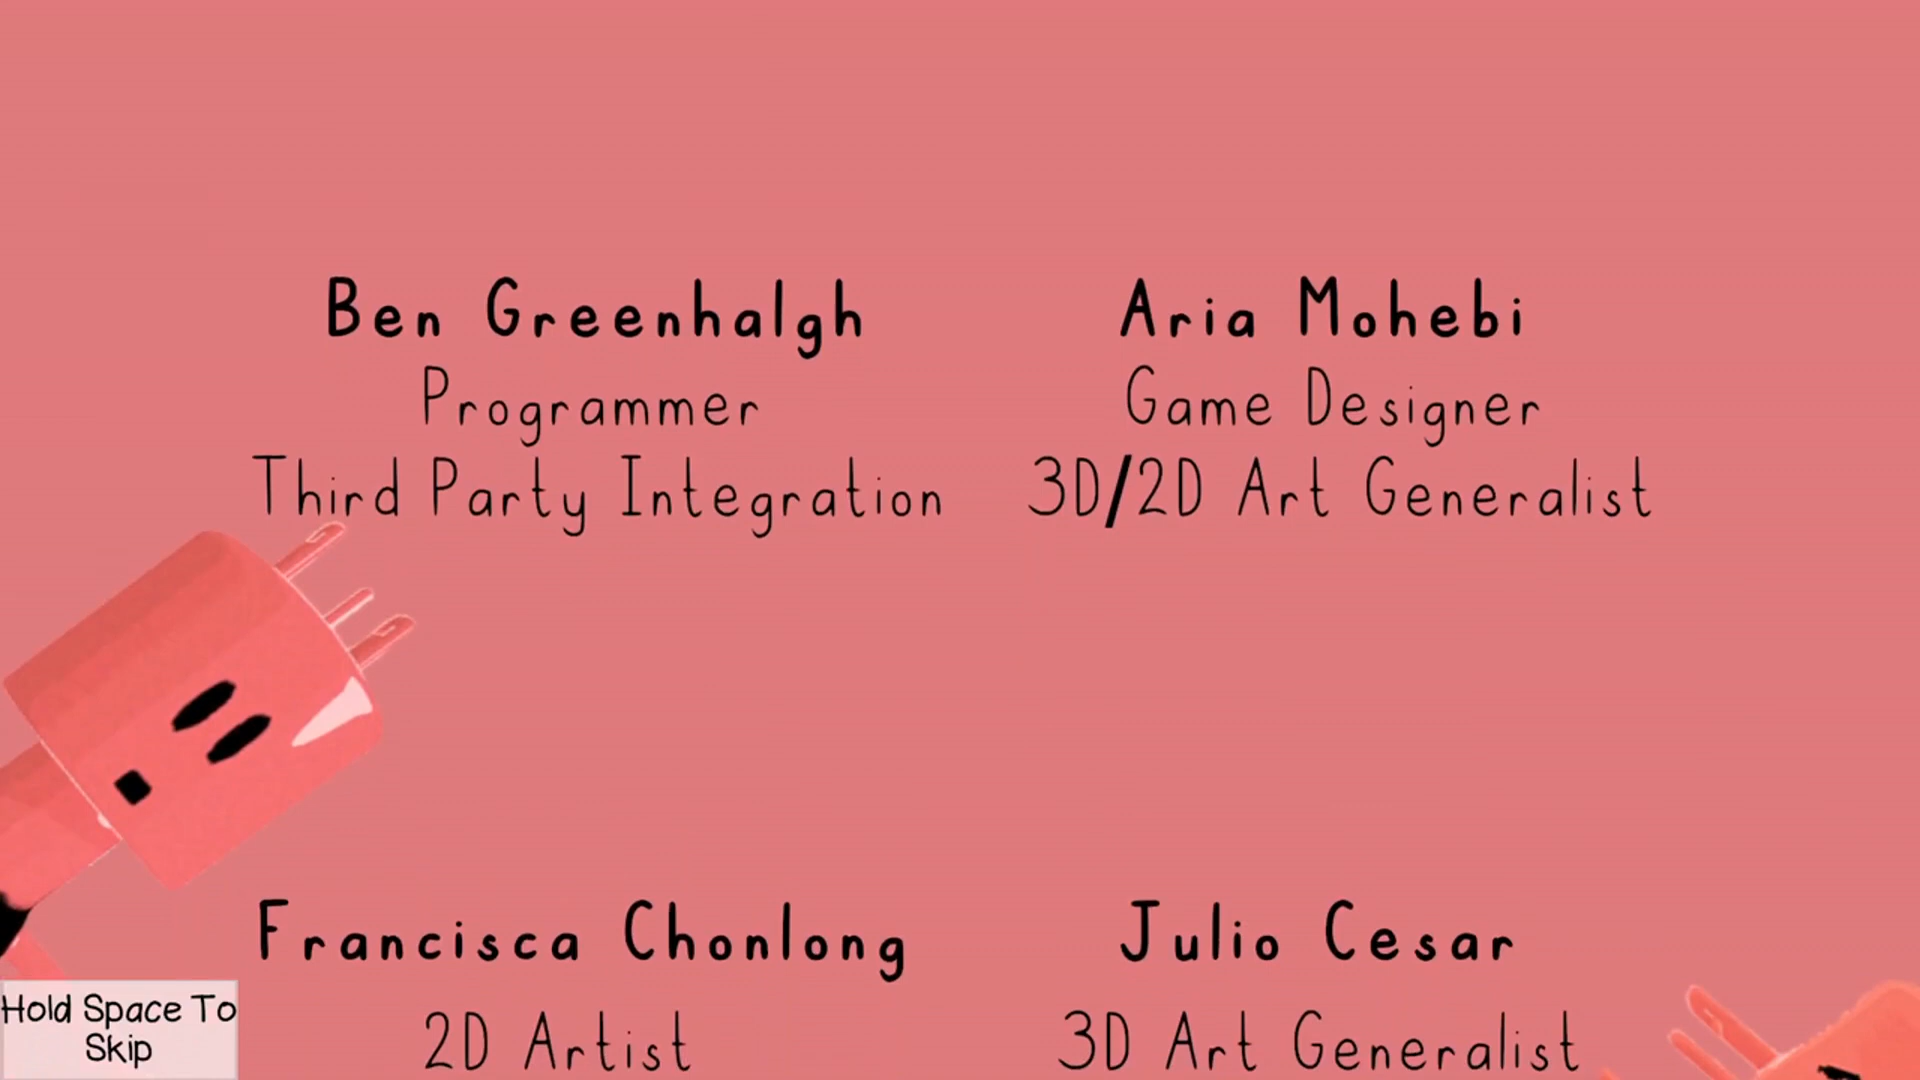 Ben Greenhalgh
Programmer
Third Party Integration
Aria Mohebi
Game Designer
3D/2D Art Generalist
Francisca Chonlong
2D Artist
Julio Cesar
3D Art Generalist
Hold Space To
Skip